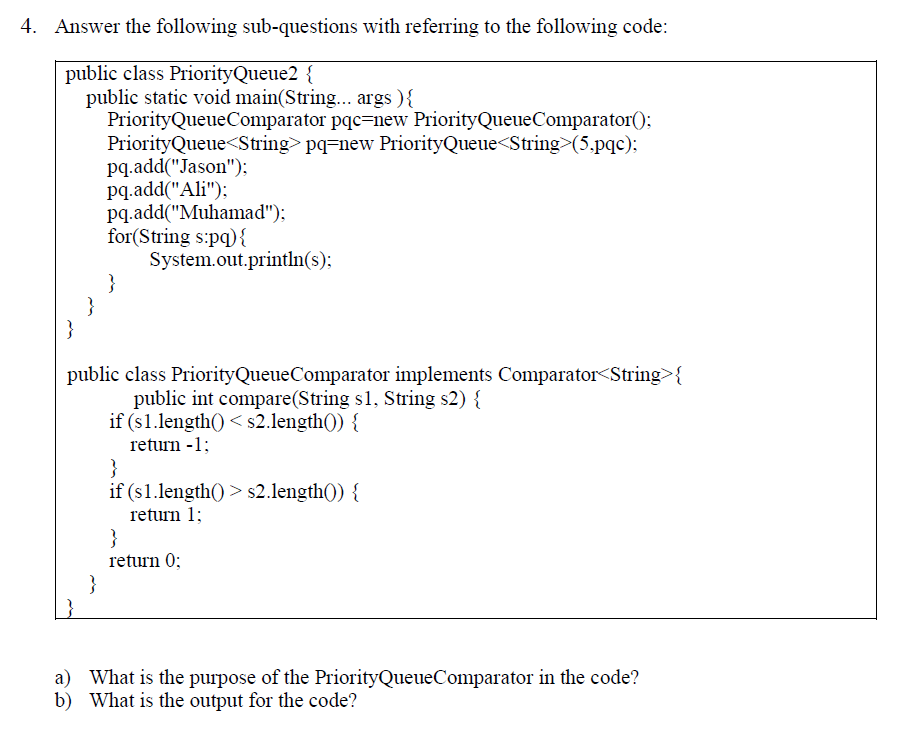 4. Answer the following sub-questions with referring to the following code:
public class PriorityQueue2 {
public static void main(String... args ){
PriorityQueueComparator pqc=new PriorityQueueComparator();
PriorityQueue<String> pq=new PriorityQueue<String>(5,pqc);
pq.add("Jason");
pq.add("Ali");
pq.add("Muhamad");
for(String s:pq){
System.out.println(s);
}
}
}
public class PriorityQueueComparator implements Comparator<String>{
public int compare(String s1, String s2) {
if (s1.length() < s2.length()) {
return -1;
}
if (s1.length() > s2.length()) {
return 1;
}
return 0;
}
}
a) What is the purpose of the PriorityQueueComparator in the code?
b) What is the output for the code?